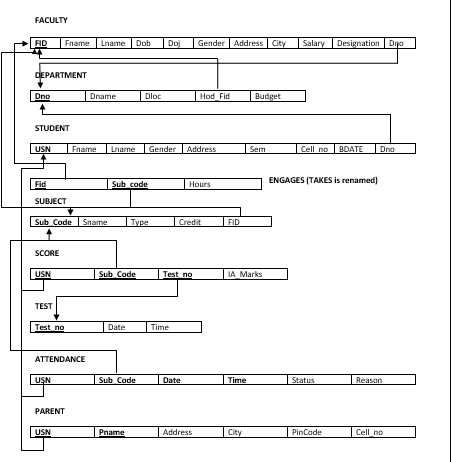 FACULTY
FID Fname Lname Dob Doj Gender Address City Salary Designation Dno
DEPARTMENT
Dno Dname Dloc Hod_Fid Budget
STUDENT
USN Fname Lname Gender Address Sem Cell_no BDATE Dno
Fid Sub_code Hours ENGAGES (TAKES is renamed)
SUBJECT
Sub_Code Sname Type Credit FID
SCORE
USN Sub_Code Test_no IA_Marks
TEST
Test_no Date Time
ATTENDANCE
USN Sub_Code Date Time Status Reason
PARENT
USN Pname Address City PinCode Cell_no